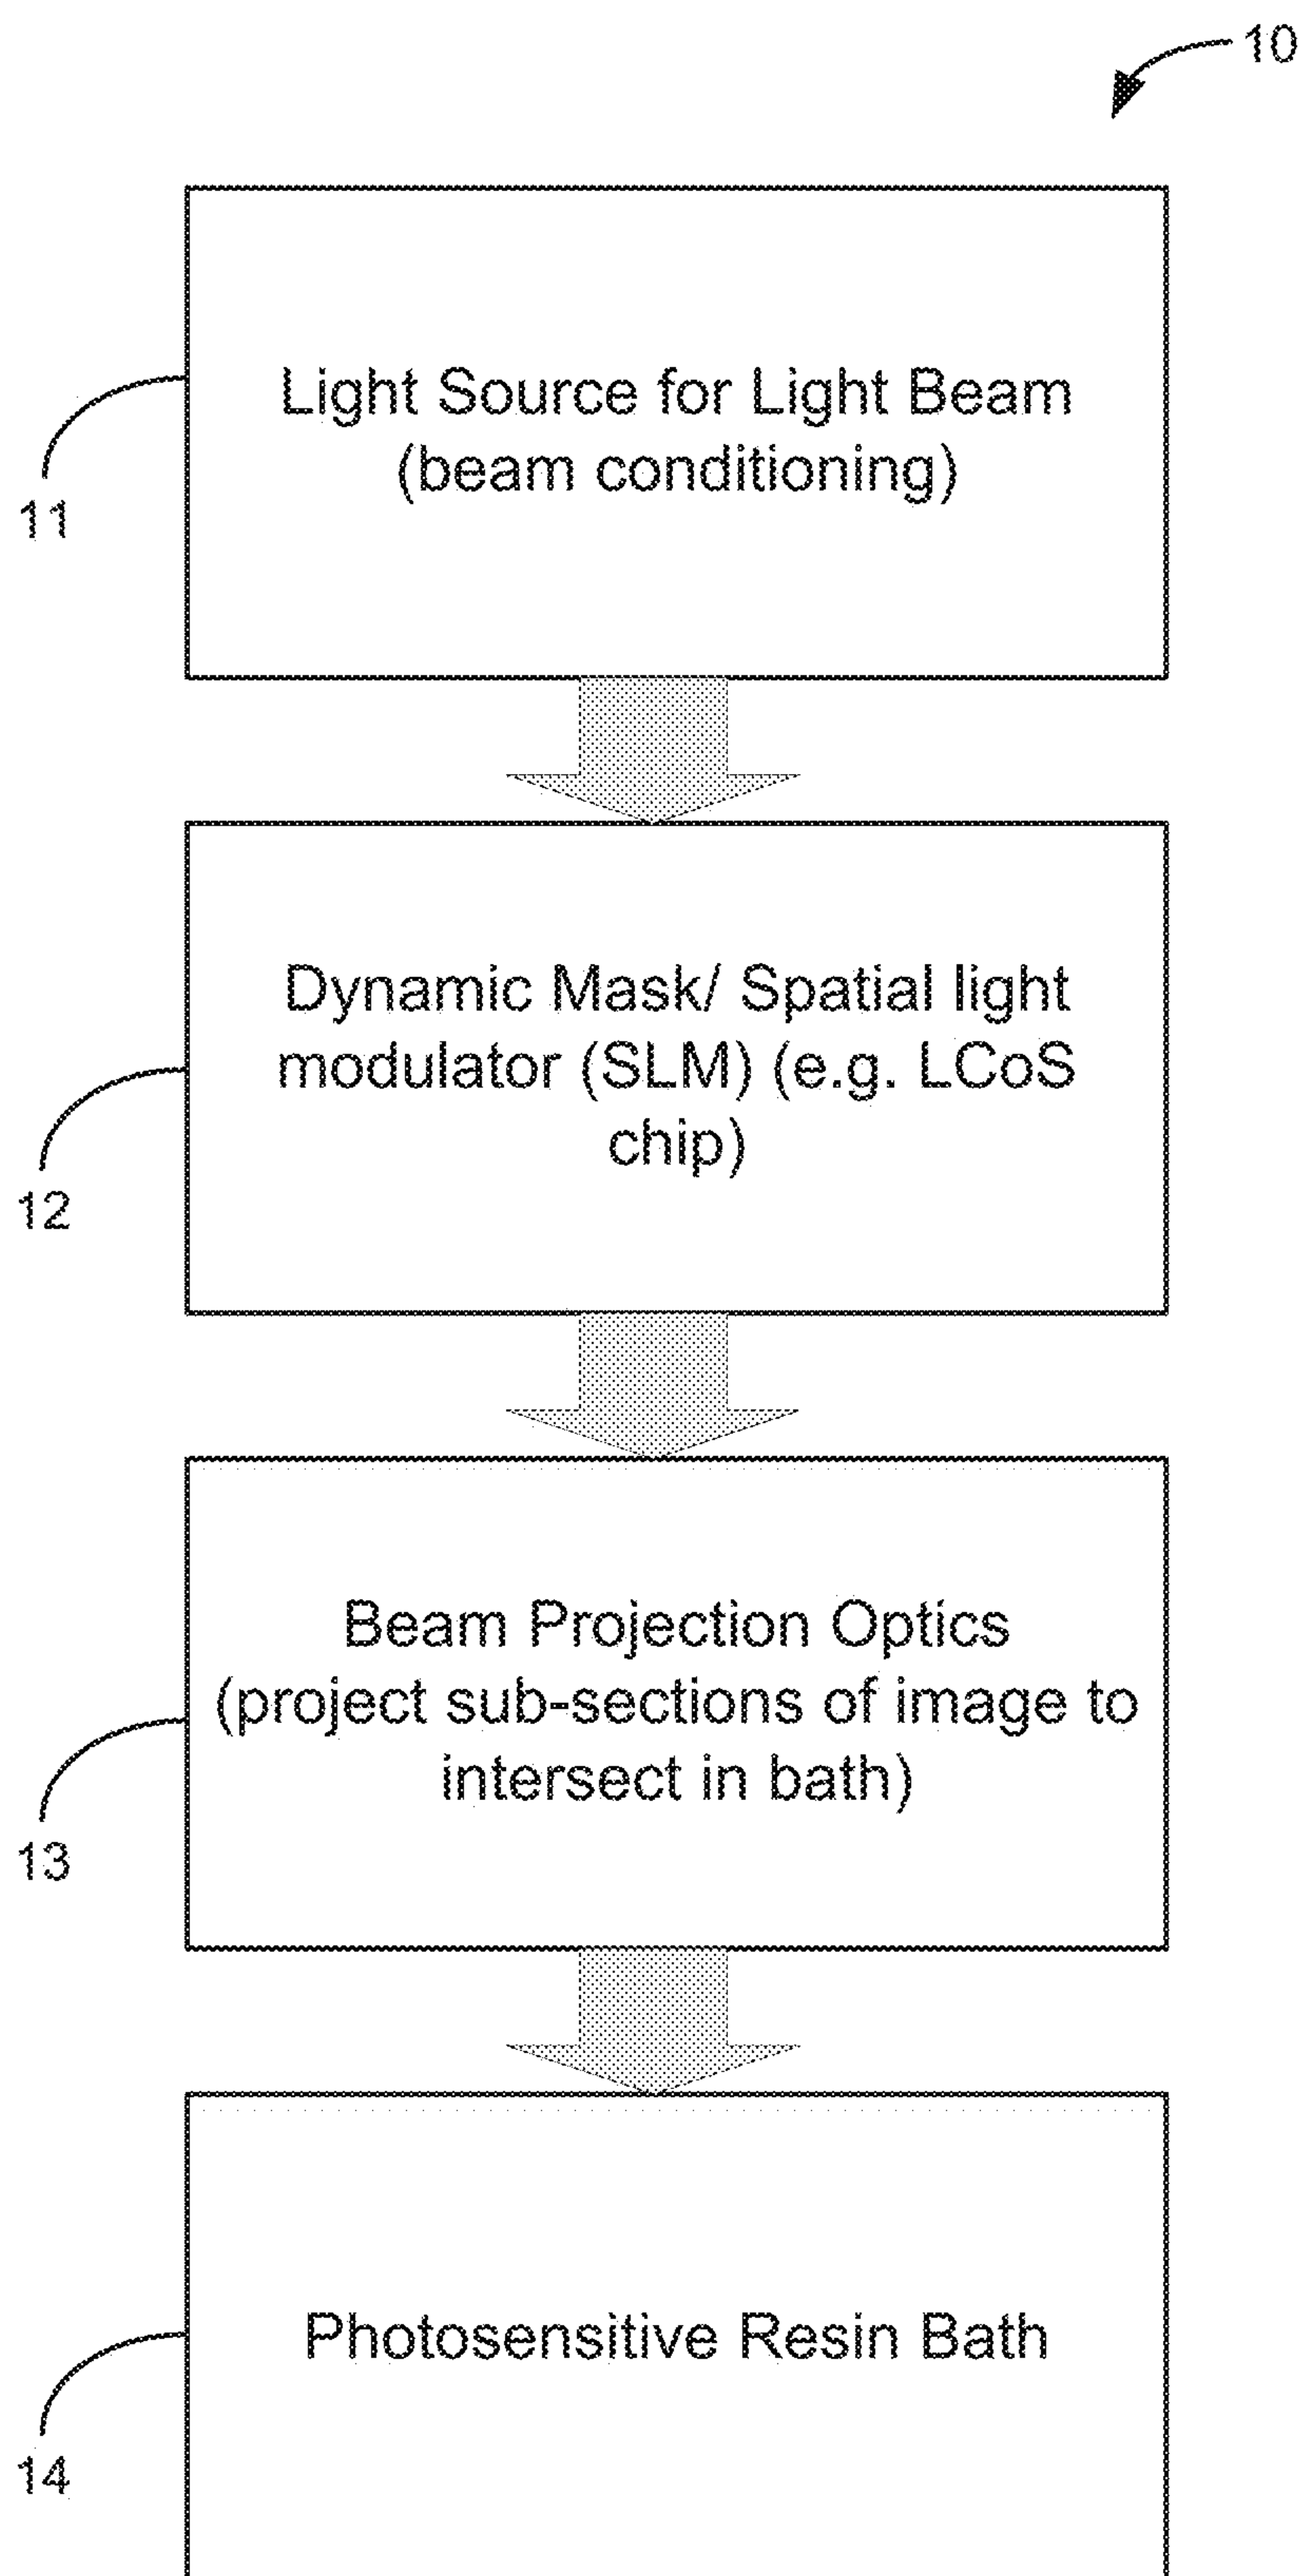 10
Light Source for Light Beam
(beam conditioning)
11
Dynamic Mask/ Spatial light
modulator (SLM) (e.g. LCoS
chip)
12
Beam Projection Optics
(project sub-sections of image to
intersect in bath)
13
Photosensitive Resin Bath
14